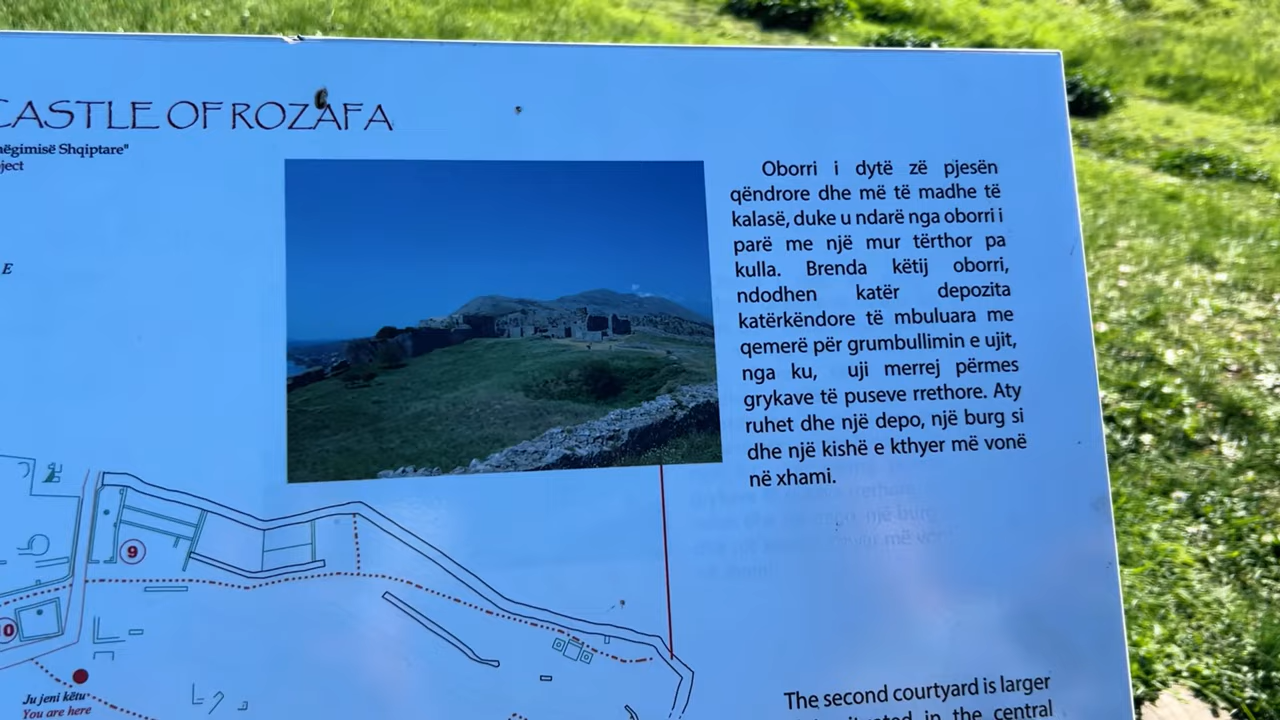 CASTLE OF ROZAFA
Shqiptare"
E
Oborri i dytë zë pjesën
qëndrore dhe më të madhe të
kalasë, duke u ndarë nga oborri i
parë me një mur tërthor pa
kulla. Brenda këtij oborri,
ndodhen katër depozita
katërkëndore të mbuluara me
qemerë për grumbullimin e ujit,
nga ku, uji merrej përmes
grykave të puseve rrethore. Aty
ruhet dhe një depo, një burg si
dhe një kishë e kthyer më vonë
në xhami.
9
10
Ju jeni këtu
You are here
The second courtyard is larger
situated in the central